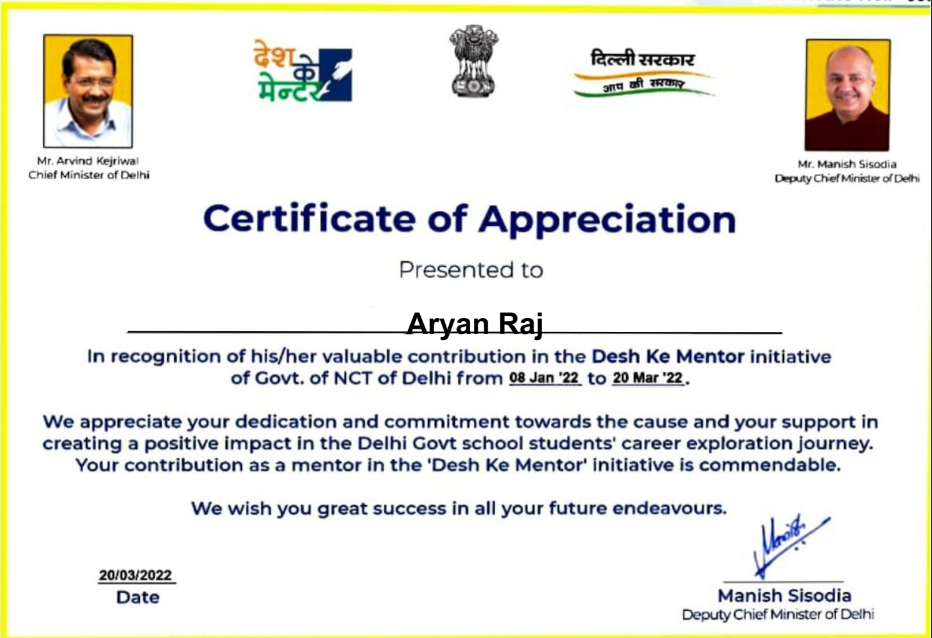 देश
के
मेन्टर
दिल्ली सरकार
आप की सरकार
Mr. Arvind Kejriwal
Chief Minister of Delhi
Mr. Manish Sisodia
Deputy Chief Minister of Delhi
Certificate of Appreciation
Presented to
Aryan Raj
In recognition of his/her valuable contribution in the Desh Ke Mentor initiative
of Govt. of NCT of Delhi from 08 Jan '22 to 20 Mar '22.
We appreciate your dedication and commitment towards the cause and your support in
creating a positive impact in the Delhi Govt school students' career exploration journey.
Your contribution as a mentor in the 'Desh Ke Mentor' initiative is commendable.
We wish you great success in all your future endeavours.
Manish
20/03/2022
Date
Manish Sisodia
Deputy Chief Minister of Delhi